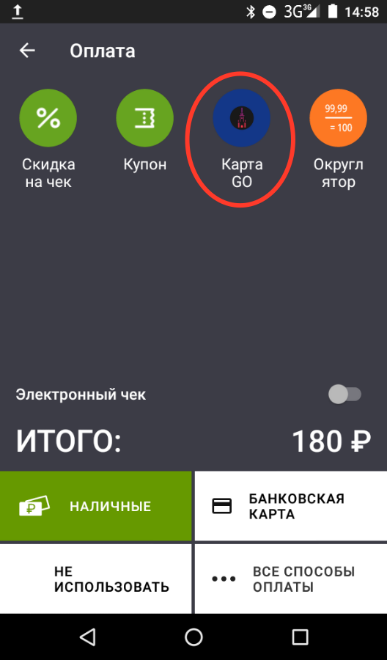 3G 3G 14:58
Оплата
99,99
= 100
Скидка
на чек
Купон
Карта
GO
Округл
ятор
Электронный чек
ИТОГО: 180 ₽
НАЛИЧНЫЕ
БАНКОВСКАЯ
КАРТА
НЕ
ИСПОЛЬЗОВАТЬ
ВСЕ СПОСОБЫ
ОПЛАТЫ